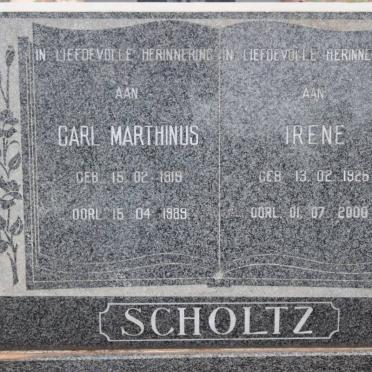 IN LIEFDEVOLLE HERINNERING
AAN
CARL MARTHINUS
GEB. 15 02 1919
OORL 15 04 1989
IN LIEFDEVOLLE HERINNE
AAN
IRENE
GEB. 13 02 1926
OORL 01 07 2000
SCHOLTZ